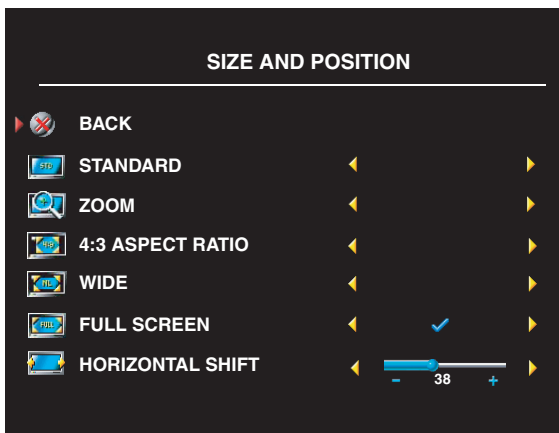 SIZE AND POSITION
BACK
STD STANDARD
ZOOM
4:3 4:3 ASPECT RATIO
NL WIDE
FULL FULL SCREEN
HORIZONTAL SHIFT
- 38 +